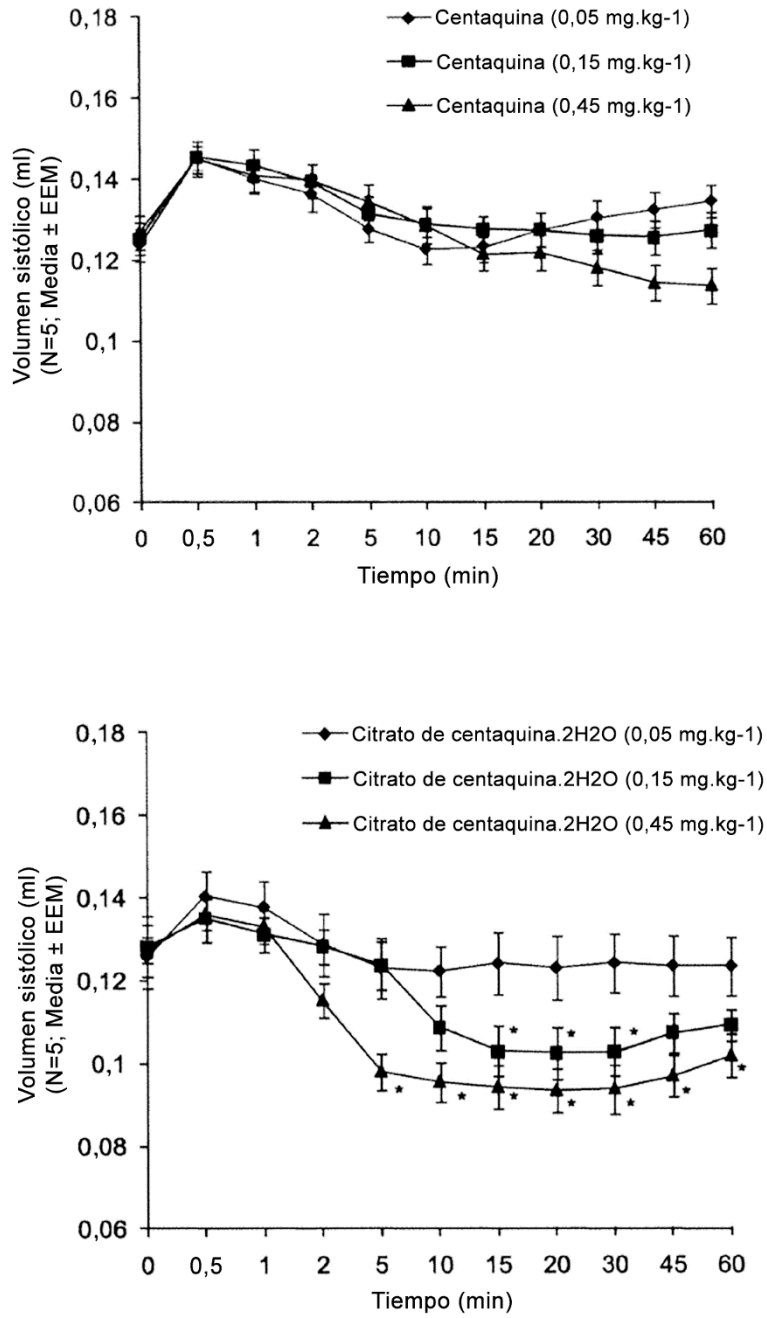 0,18
Centaquina (0,05 mg.kg-1)
0,16
Centaquina (0,15 mg.kg-1)
Centaquina (0,45 mg.kg-1)
0,14
0,12
0,1
0,08
0,06
Volumen sistólico (ml)
(N=5; Media ± EEM)
0 0,5 1 2 5 10 15 20 30 45 60
Tiempo (min)
0,18
Citrato de centaquina.2H2O (0,05 mg.kg-1)
Citrato de centaquina.2H2O (0,15 mg.kg-1)
0,16
Citrato de centaquina.2H2O (0,45 mg.kg-1)
0,14
0,12
0,1
0,08
0,06
Volumen sistólico (ml)
(N=5; Media ± EEM)
* * *
* * * * * * *
0 0,5 1 2 5 10 15 20 30 45 60
Tiempo (min)